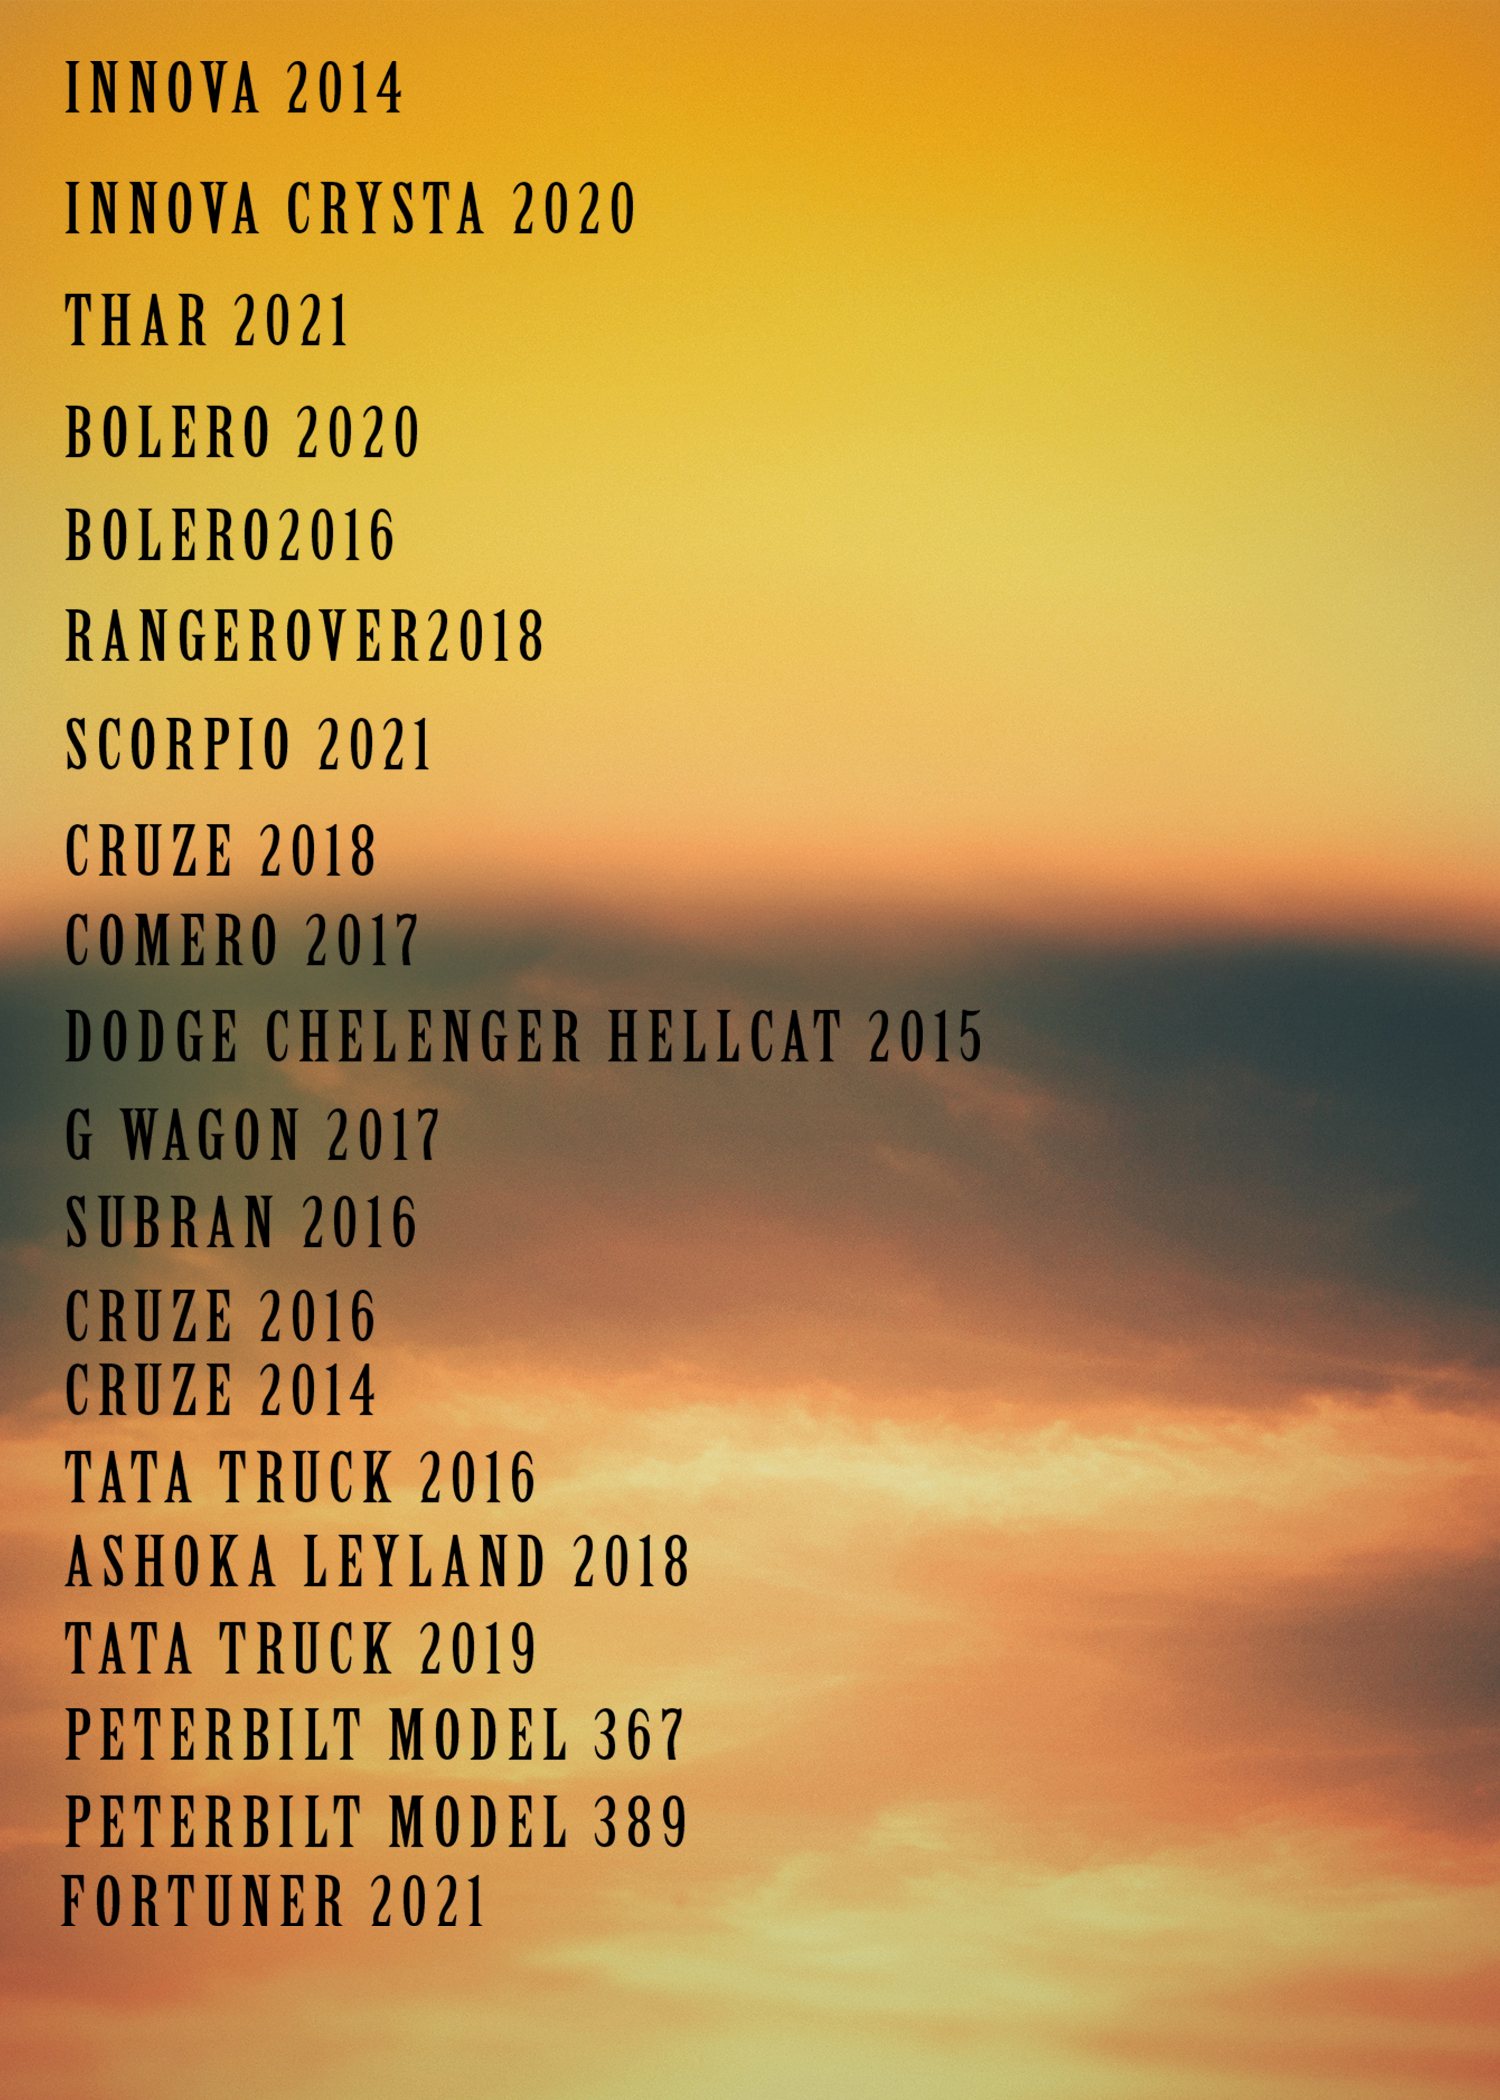 INNOVA 2014
INNOVA CRYSTA 2020
THAR 2021
BOLERO 2020
BOLERO2016
RANGEROVER2018
SCORPIO 2021
CRUZE 2018
COMERO 2017
DODGE CHELENGER HELLCAT 2015
G WAGON 2017
SUBRAN 2016
CRUZE 2016
CRUZE 2014
TATA TRUCK 2016
ASHOKA LEYLAND 2018
TATA TRUCK 2019
PETERBILT MODEL 367
PETERBILT MODEL 389
FORTUNER 2021